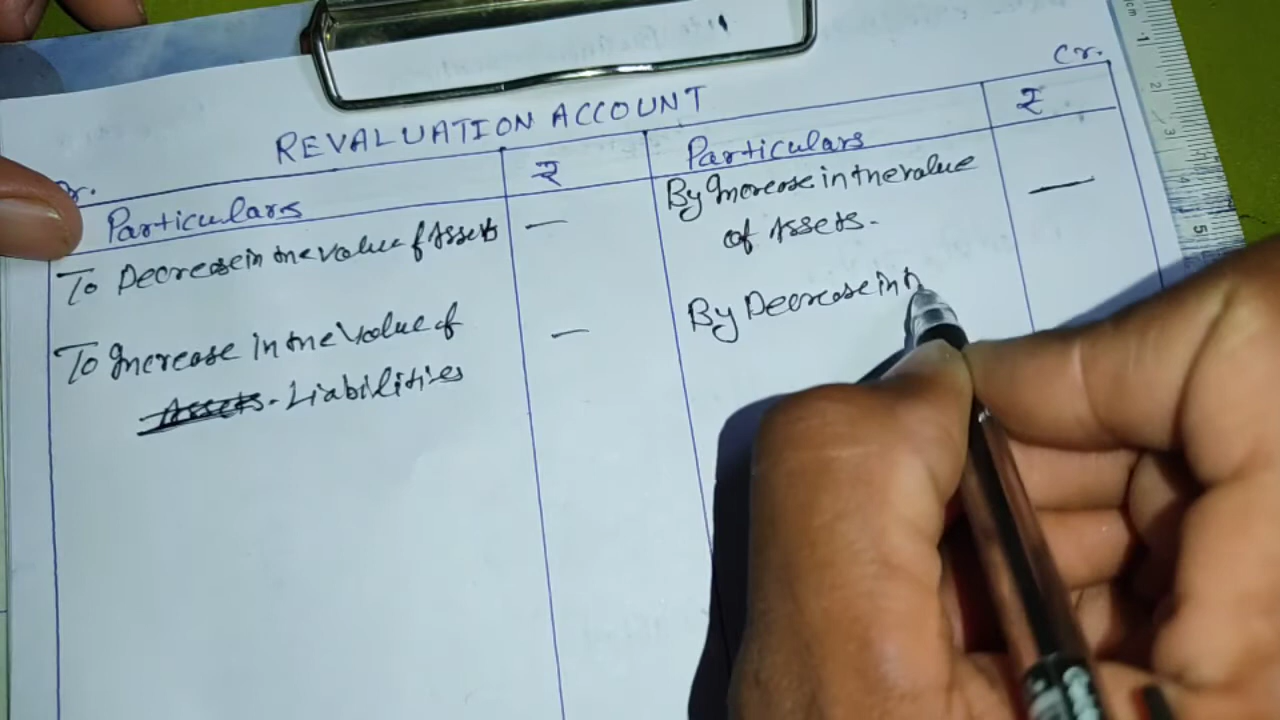 Cr.
REVALUATION ACCOUNT
Dr.
Particulars ₹ Particulars ₹
To Decrease in the value of Assets —
By Increase in the value
of Assets. —
To Increase in the value of
Assets. Liabilities —
By Decrease in